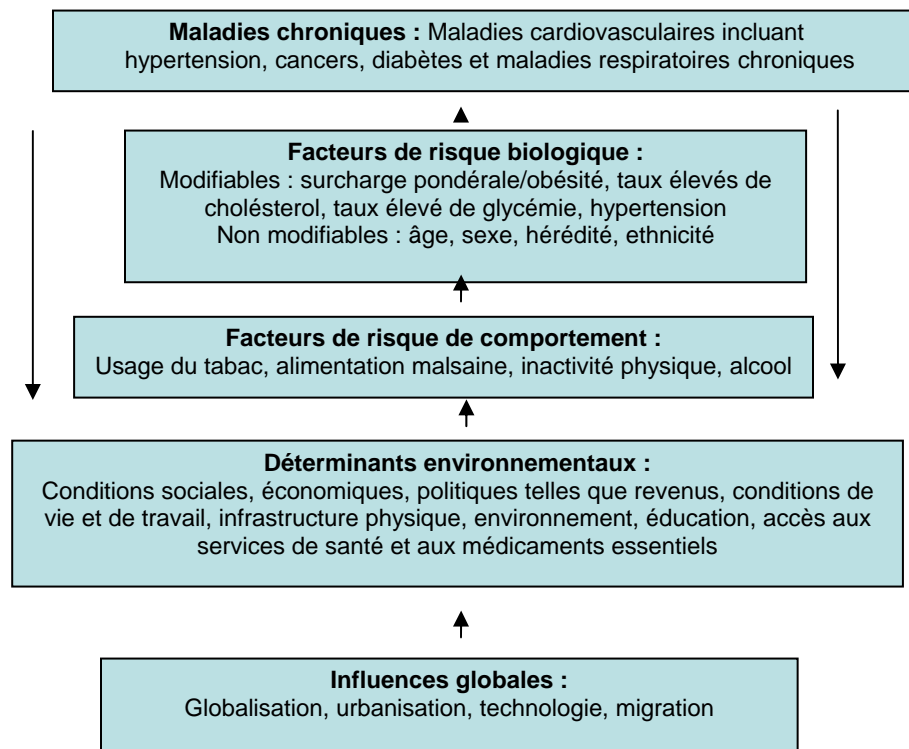 Maladies chroniques : Maladies cardiovasculaires incluant
hypertension, cancers, diabètes et maladies respiratoires chroniques
Facteurs de risque biologique :
Modifiables : surcharge pondérale/obésité, taux élevés de
cholésterol, taux élevé de glycémie, hypertension
Non modifiables : âge, sexe, hérédité, ethnicité
Facteurs de risque de comportement :
Usage du tabac, alimentation malsaine, inactivité physique, alcool
Déterminants environnementaux :
Conditions sociales, économiques, politiques telles que revenus, conditions de
vie et de travail, infrastructure physique, environnement, éducation, accès aux
services de santé et aux médicaments essentiels
Influences globales :
Globalisation, urbanisation, technologie, migration